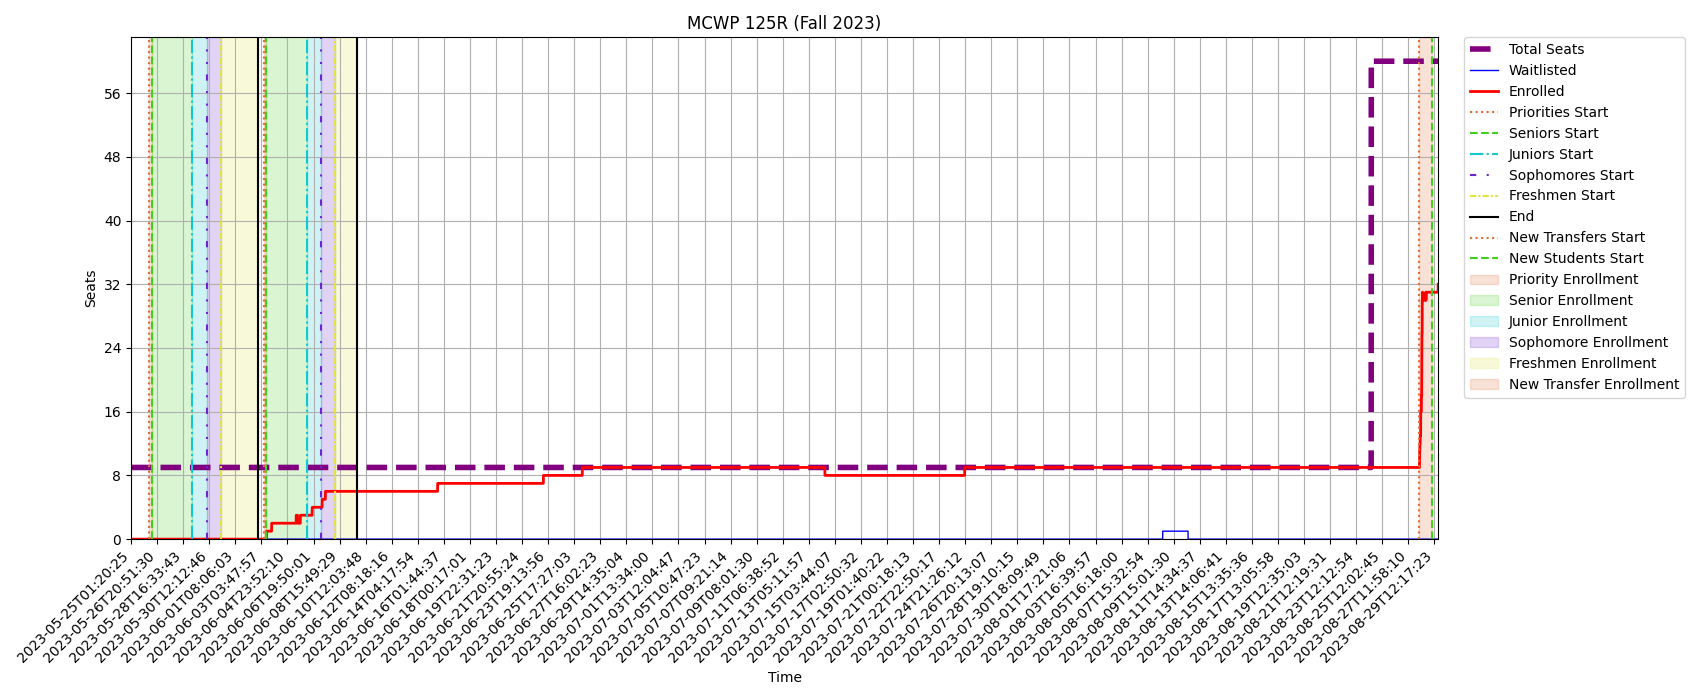 MCWP 125R (Fall 2023)
Seats
56
48
40
32
24
16
8
0
2023-05-25T01:20:25
2023-05-26T20:51:30
2023-05-28T16:33:43
2023-05-30T12:12:46
2023-06-01T08:06:03
2023-06-03T03:47:57
2023-06-04T23:52:10
2023-06-06T19:50:01
2023-06-08T15:49:29
2023-06-10T12:03:48
2023-06-12T08:18:16
2023-06-14T04:17:54
2023-06-16T01:44:37
2023-06-18T00:17:01
2023-06-19T22:31:23
2023-06-21T20:55:24
2023-06-23T19:13:56
2023-06-25T17:27:03
2023-06-27T16:02:23
2023-06-29T14:35:04
2023-07-01T13:34:00
2023-07-03T12:04:47
2023-07-05T10:47:23
2023-07-07T09:21:14
2023-07-09T08:01:30
2023-07-11T06:38:52
2023-07-13T05:11:57
2023-07-15T03:44:07
2023-07-17T02:50:32
2023-07-19T01:40:22
2023-07-21T00:18:13
2023-07-22T22:50:17
2023-07-24T21:26:12
2023-07-26T20:13:07
2023-07-28T19:10:15
2023-07-30T18:09:49
2023-08-01T17:21:06
2023-08-03T16:39:57
2023-08-05T16:18:00
2023-08-07T15:32:54
2023-08-09T15:01:30
2023-08-11T14:34:37
2023-08-13T14:06:41
2023-08-15T13:35:36
2023-08-17T13:05:58
2023-08-19T12:35:03
2023-08-21T12:19:31
2023-08-23T12:12:54
2023-08-25T12:02:45
2023-08-27T11:58:10
2023-08-29T12:17:23
Time
Total Seats
Waitlisted
Enrolled
Priorities Start
Seniors Start
Juniors Start
Sophomores Start
Freshmen Start
End
New Transfers Start
New Students Start
Priority Enrollment
Senior Enrollment
Junior Enrollment
Sophomore Enrollment
Freshmen Enrollment
New Transfer Enrollment